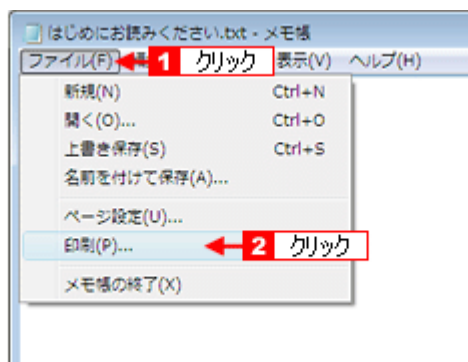 はじめにお読みください.txt - メモ帳
ファイル(F) 1 クリック 表示(V) ヘルプ(H)
新規(N) Ctrl+N
開く(O)... Ctrl+O
上書き保存(S) Ctrl+S
名前を付けて保存(A)...
ページ設定(U)...
印刷(P)... 2 クリック
メモ帳の終了(X)